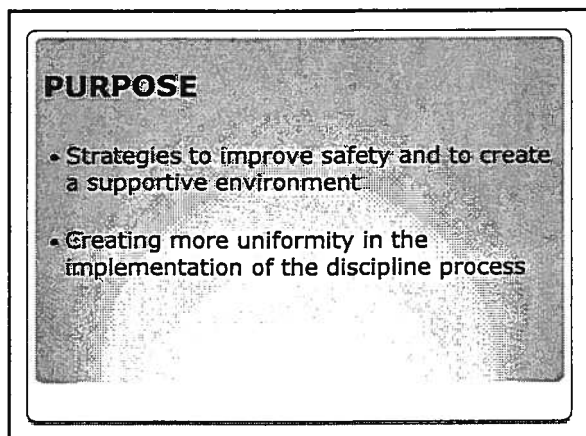 PURPOSE
• Strategies to improve safety and to create
a supportive environment
• Creating more uniformity in the
implementation of the discipline process